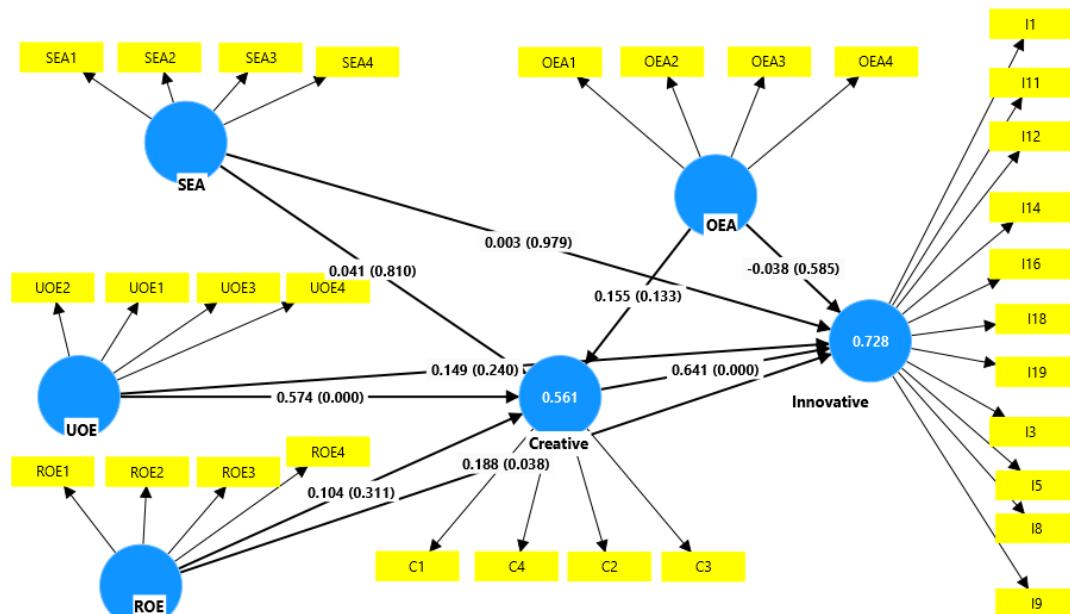 I1
SEA1
SEA2
SEA3
SEA4
OEA1
OEA2
OEA3
OEA4
I11
I12
SEA
I14
OEA
0.003 (0.979)
I16
0.041 (0.810)
-0.038 (0.585)
UOE2
UOE1
UOE3
UOE4
0.155 (0.133)
I18
0.728
0.149 (0.240)
0.641 (0.000)
I19
0.574 (0.000)
0.561
Innovative
UOE
Creative
I3
ROE1
ROE2
ROE3
ROE4
0.188 (0.038)
I5
0.104 (0.311)
I8
C1
C4
C2
C3
ROE
I9